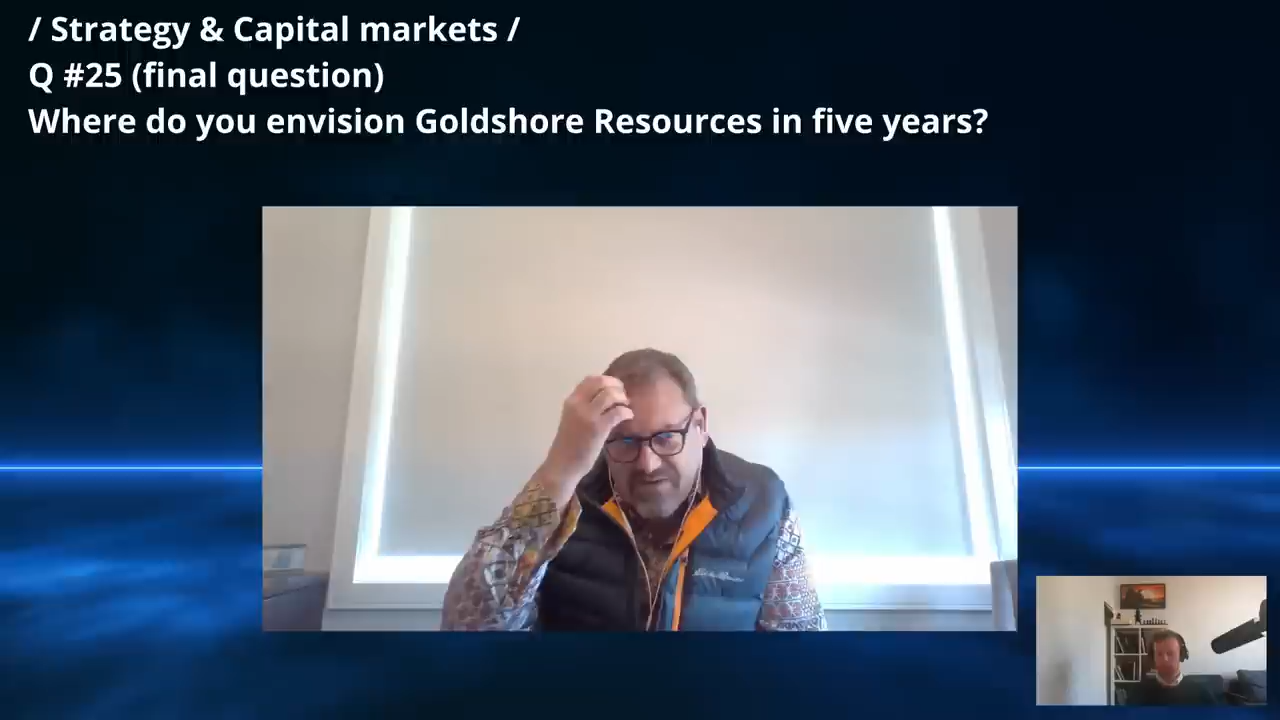 / Strategy & Capital markets /
Q #25 (final question)
Where do you envision Goldshore Resources in five years?